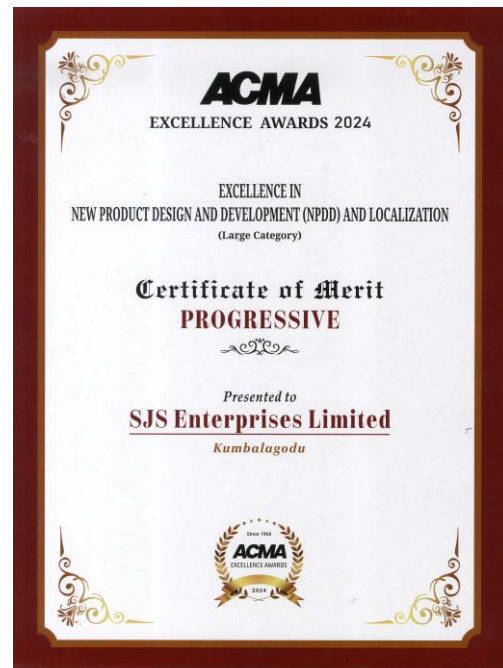 ACMA
EXCELLENCE AWARDS 2024
EXCELLENCE IN
NEW PRODUCT DESIGN AND DEVELOPMENT (NPDD) AND LOCALIZATION
(Large Category)
Certificate of Merit
PROGRESSIVE
Presented to
SJS Enterprises Limited
Kumbalagodu
Since 1966
ACMA
EXCELLENCE AWARDS
2024